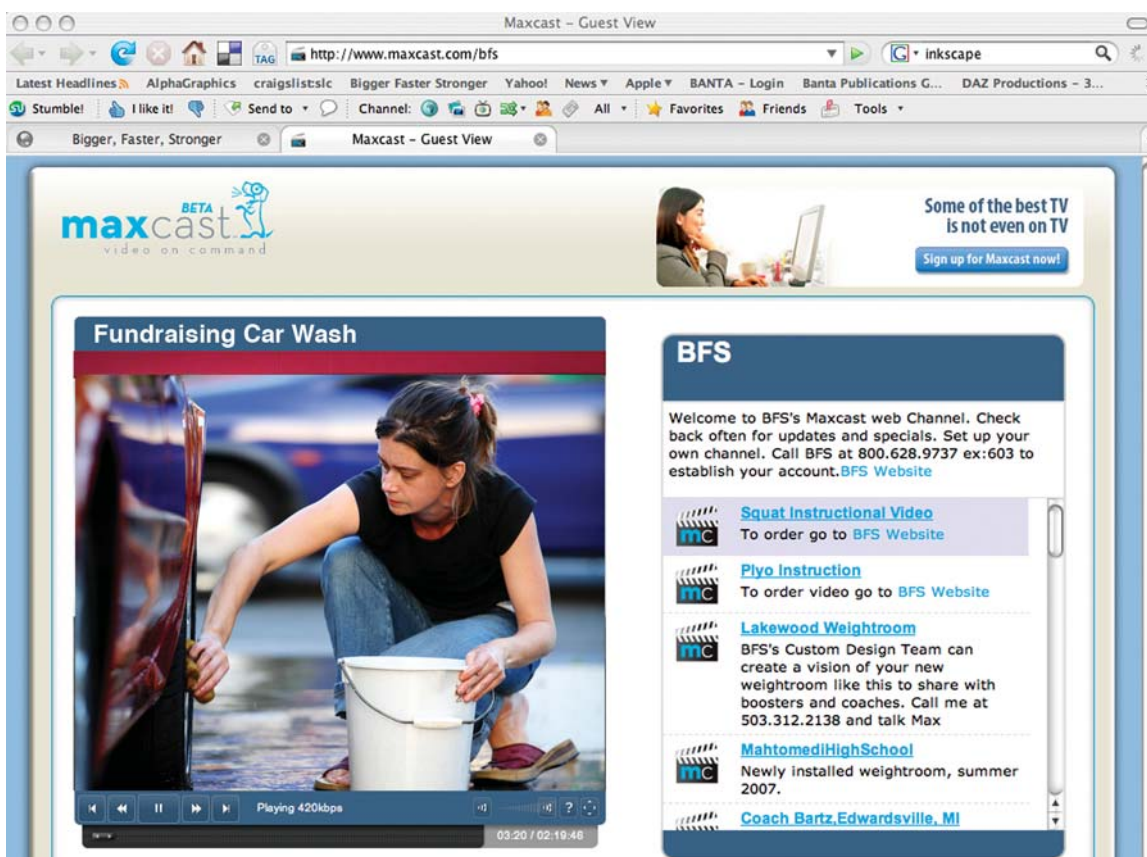 Maxcast – Guest View
TAG http://www.maxcast.com/bfs G inkscape
Latest Headlines AlphaGraphics craigslist:slc Bigger Faster Stronger Yahoo! News Apple BANTA – Login Banta Publications G... DAZ Productions – 3...
Stumble! I like it! Send to Channel: All Favorites Friends Tools
Bigger, Faster, Stronger Maxcast – Guest View
BETA
maxcast
video on command
Some of the best TV
is not even on TV
Sign up for Maxcast now!
Fundraising Car Wash
Playing 420kbps ?
03:20 / 02:19:46
BFS
Welcome to BFS's Maxcast web Channel. Check
back often for updates and specials. Set up your
own channel. Call BFS at 800.628.9737 ex:603 to
establish your account.BFS Website
mc Squat Instructional Video
To order go to BFS Website
mc Plyo Instruction
To order video go to BFS Website
mc Lakewood Weightroom
BFS's Custom Design Team can
create a vision of your new
weightroom like this to share with
boosters and coaches. Call me at
503.312.2138 and talk Max
mc MahtomediHighSchool
Newly installed weightroom, summer
2007.
Coach Bartz,Edwardsville, MI